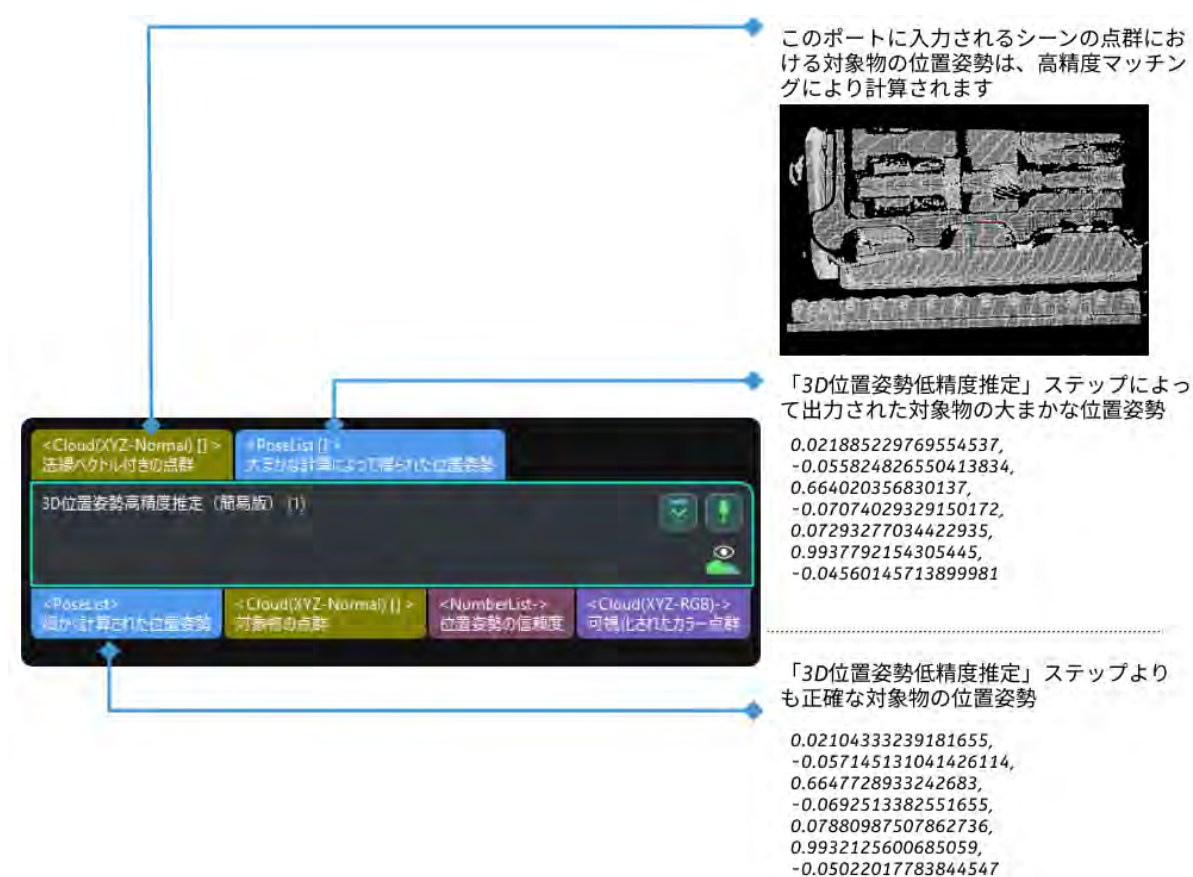 このポートに入力されるシーンの点群にお
ける対象物の位置姿勢は、高精度マッチン
グにより計算されます
「3D位置姿勢低精度推定」ステップによっ
て出力された対象物の大まかな位置姿勢
0.021885229769554537,
-0.055824826550413834,
0.664020356830137,
-0.07074029329150172,
0.07293277034422935,
0.9937792154305445,
-0.045601457138999981
<Cloud(XYZ-Normal) [] >
法線ベクトル付きの点群
<PoseList [] >
大まかな計算によって得られた位置姿勢
3D位置姿勢高精度推定（簡易版） (1)
<PoseList>
細かく計算された位置姿勢
<Cloud(XYZ-Normal) [] >
対象物の点群
<NumberList->
位置姿勢の信頼度
<Cloud(XYZ-RGB)->
可視化されたカラー点群
「3D位置姿勢低精度推定」ステップより
も正確な対象物の位置姿勢
0.02104333239181655,
-0.057145131041426114,
0.6647728933242683,
-0.0692513382551655,
0.07880987507862736,
0.9932125600685059,
-0.05022017783844547